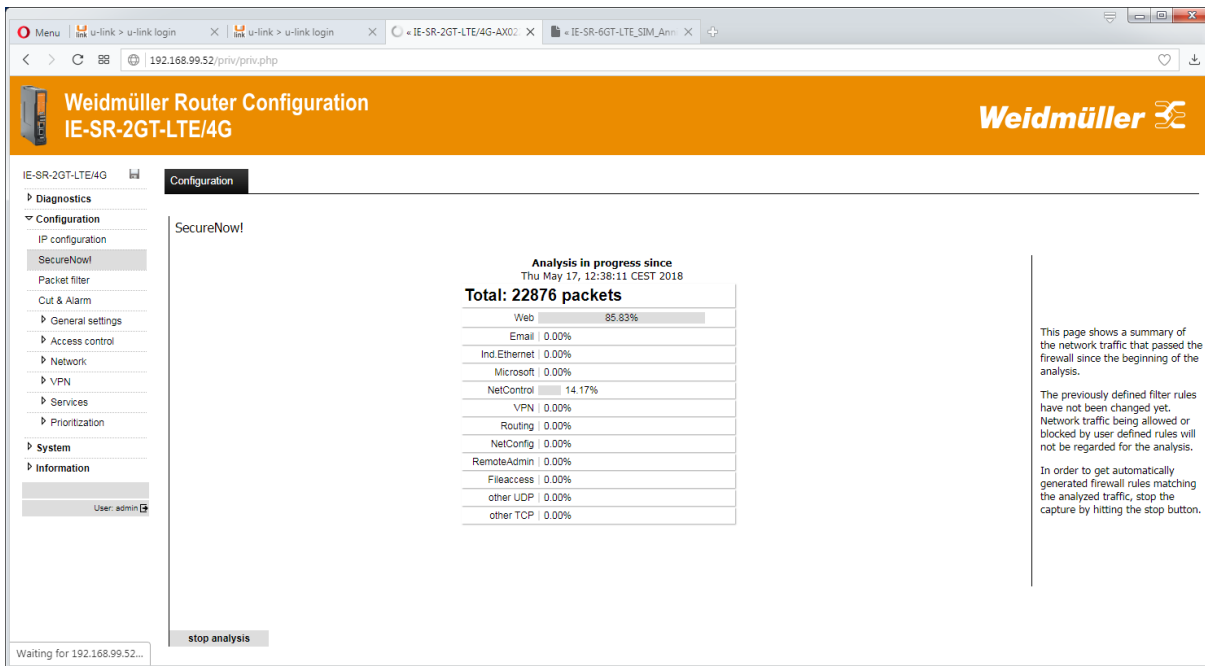 Menu
link u-link > u-link login
link u-link > u-link login
« IE-SR-2GT-LTE/4G-AX02
« IE-SR-6GT-LTE_SIM_Ann
192.168.99.52/priv/priv.php
Weidmüller Router Configuration
IE-SR-2GT-LTE/4G
Weidmüller
IE-SR-2GT-LTE/4G
Configuration
Diagnostics
Configuration
IP configuration
SecureNow!
Packet filter
Cut & Alarm
General settings
Access control
Network
VPN
Services
Prioritization
System
Information
User: admin
SecureNow!
Analysis in progress since
Thu May 17, 12:38:11 CEST 2018
Total: 22876 packets
Web 85.83%
Email 0.00%
Ind.Ethernet 0.00%
Microsoft 0.00%
NetControl 14.17%
VPN 0.00%
Routing 0.00%
NetConfig 0.00%
RemoteAdmin 0.00%
Fileaccess 0.00%
other UDP 0.00%
other TCP 0.00%
This page shows a summary of
the network traffic that passed the
firewall since the beginning of the
analysis.
The previously defined filter rules
have not been changed yet.
Network traffic being allowed or
blocked by user defined rules will
not be regarded for the analysis.
In order to get automatically
generated firewall rules matching
the analyzed traffic, stop the
capture by hitting the stop button.
stop analysis
Waiting for 192.168.99.52...